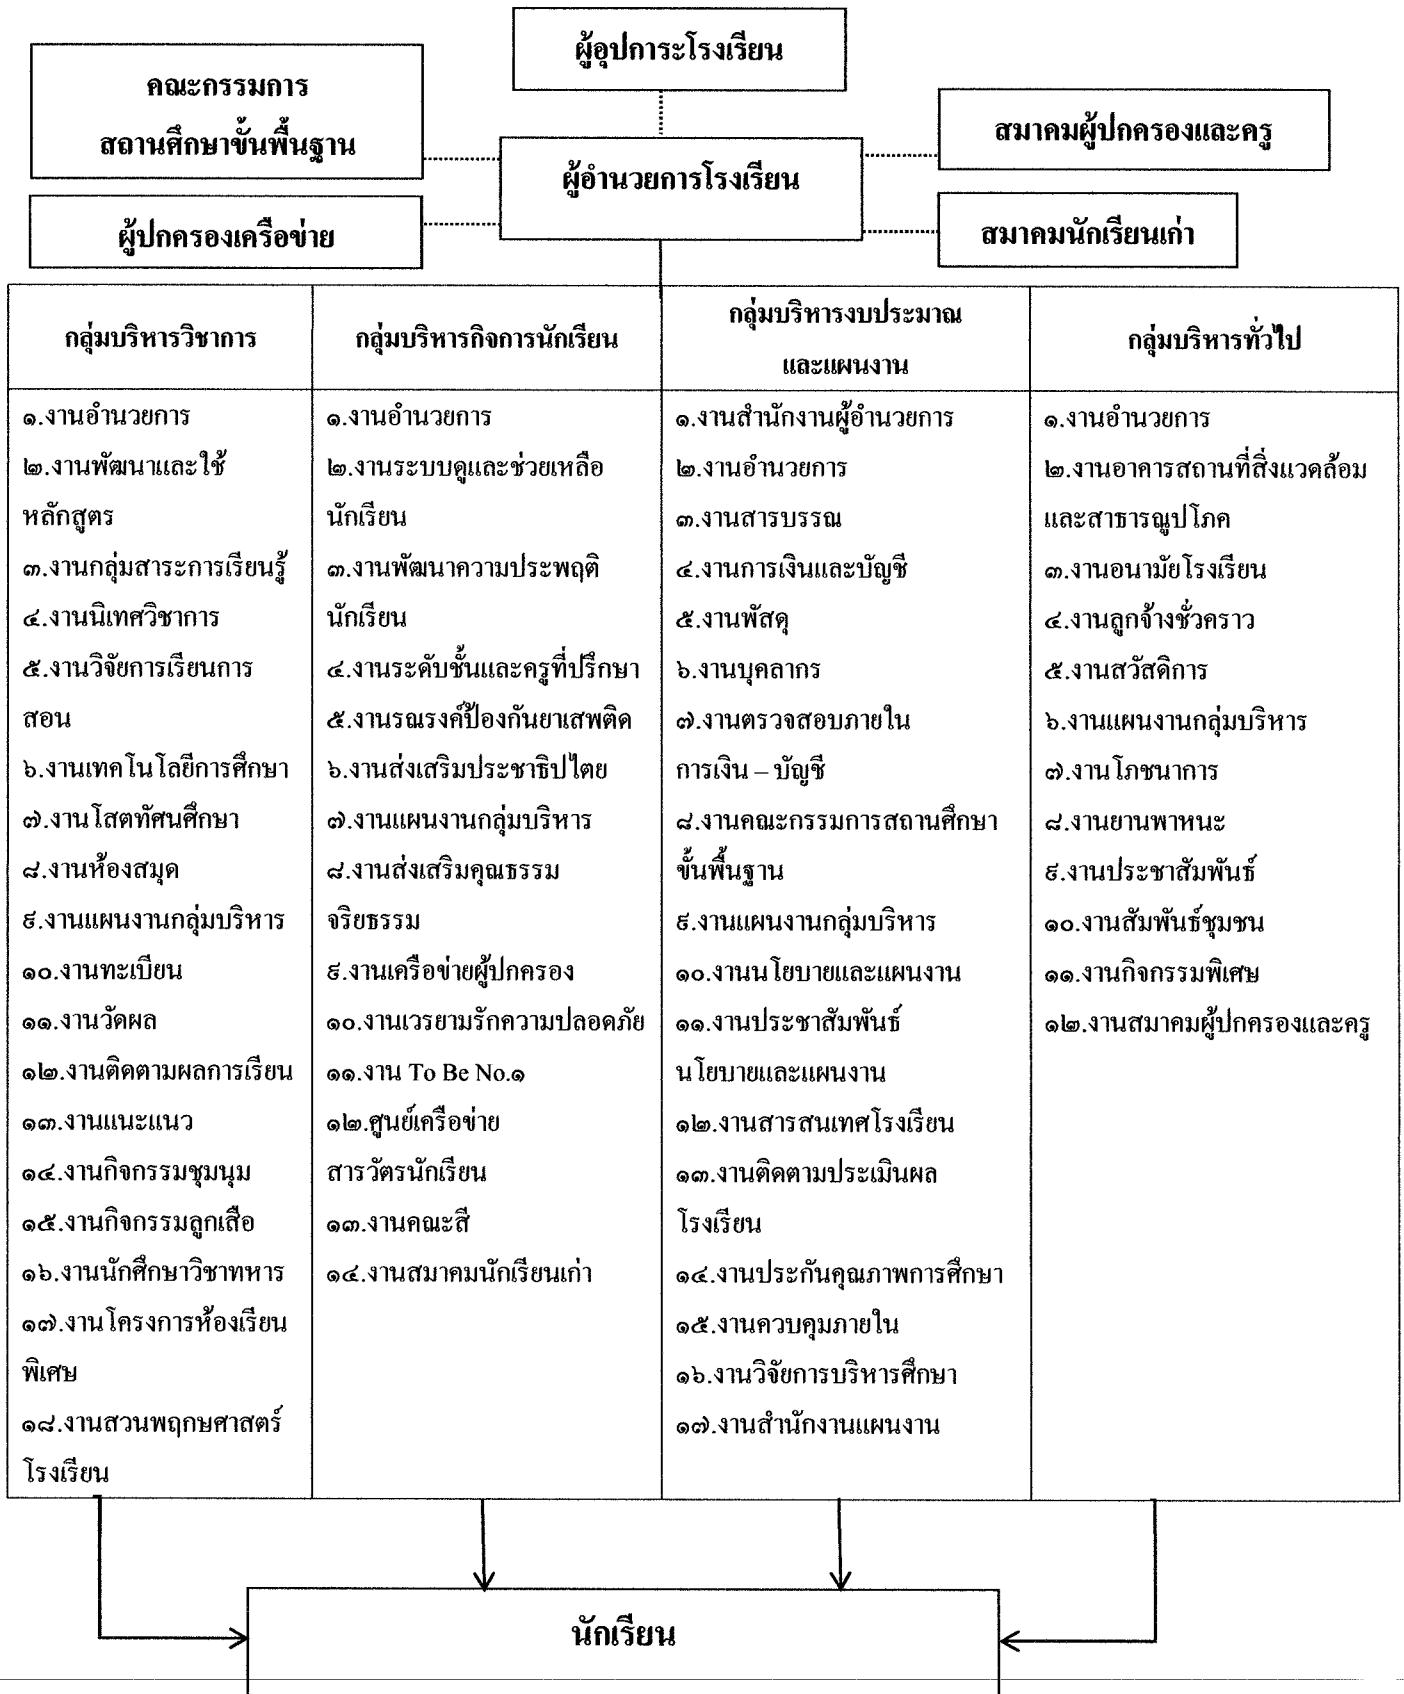 ผู้อุปการะโรงเรียน
คณะกรรมการ
สถานศึกษาขั้นพื้นฐาน
สมาคมผู้ปกครองและครู
ผู้อำนวยการโรงเรียน
ผู้ปกครองเครือข่าย
สมาคมนักเรียนเก่า
กลุ่มบริหารวิชาการ
๑.งานอำนวยการ
๒.งานพัฒนาและใช้
หลักสูตร
๓.งานกลุ่มสาระการเรียนรู้
๔.งานนิเทศวิชาการ
๕.งานวิจัยการเรียนการ
สอน
๖.งานเทคโนโลยีการศึกษา
๗.งานโสตทัศนศึกษา
๘.งานห้องสมุด
๙.งานแผนงานกลุ่มบริหาร
๑๐.งานทะเบียน
๑๑.งานวัดผล
๑๒.งานติดตามผลการเรียน
๑๓.งานแนะแนว
๑๔.งานกิจกรรมชุมนุม
๑๕.งานกิจกรรมลูกเสือ
๑๖.งานนักศึกษาวิชาทหาร
๑๗.งานโครงการห้องเรียน
พิเศษ
๑๘.งานสวนพฤกษศาสตร์
โรงเรียน
กลุ่มบริหารกิจการนักเรียน
๑.งานอำนวยการ
๒.งานระบบดูและช่วยเหลือ
นักเรียน
๓.งานพัฒนาความประพฤติ
นักเรียน
๔.งานระดับชั้นและครูที่ปรึกษา
๕.งานรณรงค์ป้องกันยาเสพติด
๖.งานส่งเสริมประชาธิปไตย
๗.งานแผนงานกลุ่มบริหาร
๘.งานส่งเสริมคุณธรรม
จริยธรรม
๙.งานเครือข่ายผู้ปกครอง
๑๐.งานเวรยามรักความปลอดภัย
๑๑.งาน To Be No.๑
๑๒.ศูนย์เครือข่าย
สารวัตรนักเรียน
๑๓.งานคณะสี
๑๔.งานสมาคมนักเรียนเก่า
กลุ่มบริหารงบประมาณ
และแผนงาน
๑.งานสำนักงานผู้อำนวยการ
๒.งานอำนวยการ
๓.งานสารบรรณ
๔.งานการเงินและบัญชี
๕.งานพัสดุ
๖.งานบุคลากร
๗.งานตรวจสอบภายใน
การเงิน – บัญชี
๘.งานคณะกรรมการสถานศึกษา
ขั้นพื้นฐาน
๙.งานแผนงานกลุ่มบริหาร
๑๐.งานนโยบายและแผนงาน
๑๑.งานประชาสัมพันธ์
นโยบายและแผนงาน
๑๒.งานสารสนเทศโรงเรียน
๑๓.งานติดตามประเมินผล
โรงเรียน
๑๔.งานประกันคุณภาพการศึกษา
๑๕.งานควบคุมภายใน
๑๖.งานวิจัยการบริหารศึกษา
๑๗.งานสำนักงานแผนงาน
กลุ่มบริหารทั่วไป
๑.งานอำนวยการ
๒.งานอาคารสถานที่สิ่งแวดล้อม
และสาธารณูปโภค
๓.งานอนามัยโรงเรียน
๔.งานลูกจ้างชั่วคราว
๕.งานสวัสดิการ
๖.งานแผนงานกลุ่มบริหาร
๗.งานโภชนาการ
๘.งานยานพาหนะ
๙.งานประชาสัมพันธ์
๑๐.งานสัมพันธ์ชุมชน
๑๑.งานกิจกรรมพิเศษ
๑๒.งานสมาคมผู้ปกครองและครู
นักเรียน